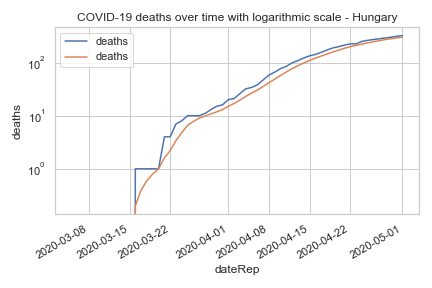 COVID-19 deaths over time with logarithmic scale - Hungary
deaths
deaths
10²
10¹
10⁰
deaths
2020-03-08
2020-03-15
2020-03-22
2020-04-01
2020-04-08
2020-04-15
2020-04-22
2020-05-01
dateRep